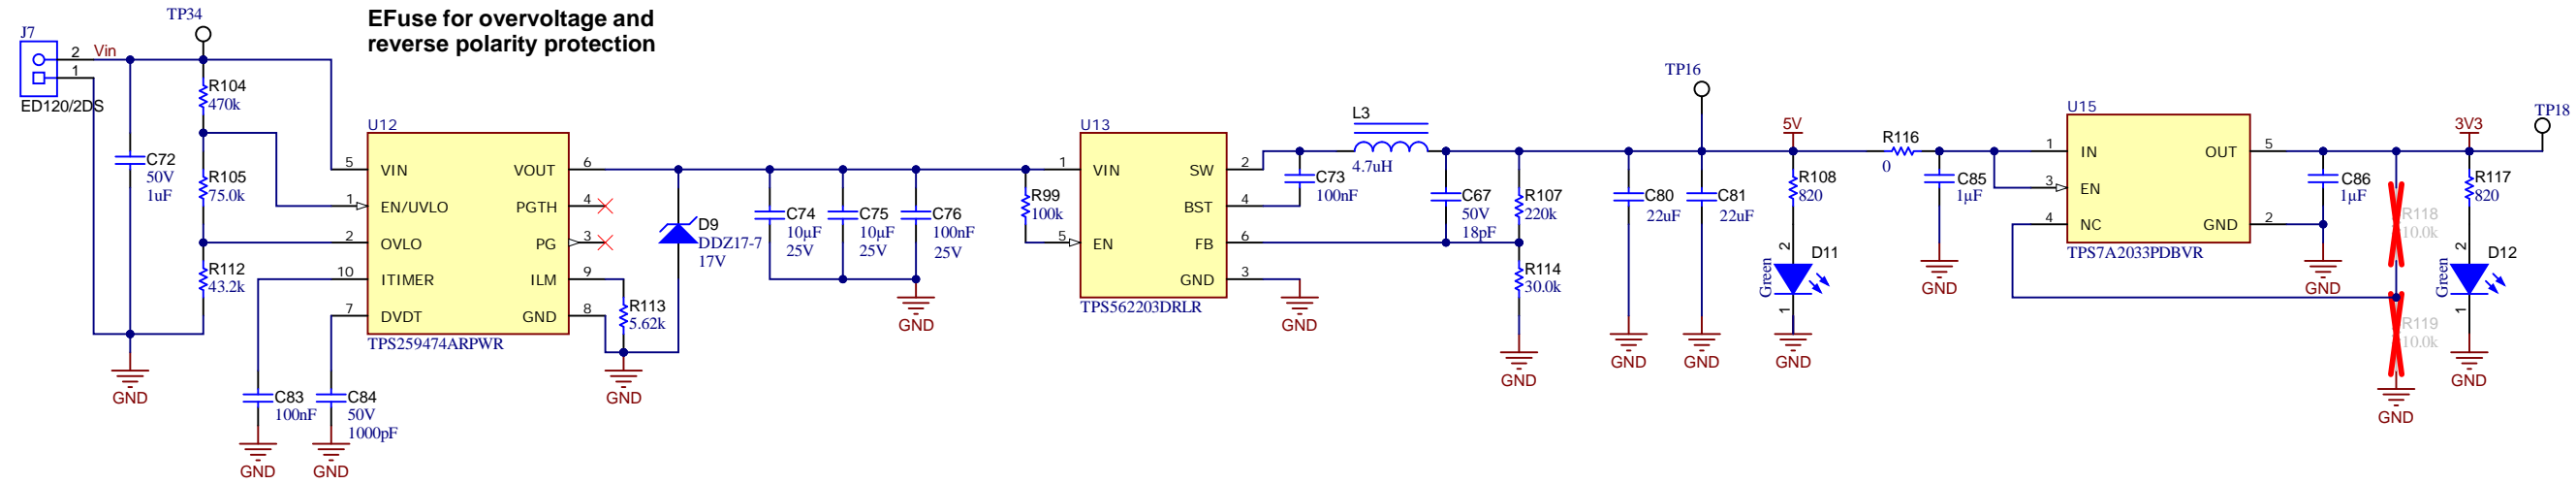 EFuse for overvoltage and
reverse polarity protection
J7
2
Vin
1
ED120/2DS
TP34
R104
470k
C72
50V
1uF
R105
75.0k
R112
43.2k
GND
U12
5
VIN
1
EN/UVLO
2
OVLO
10
ITIMER
7
DVDT
VOUT
6
PGTH
4
PG
3
ILM
9
GND
8
TPS259474ARPWR
C83
100nF
GND
C84
50V
1000pF
GND
R113
5.62k
GND
D9
DDZ17-7
17V
C74
10µF
25V
C75
10µF
25V
C76
100nF
25V
GND
R99
100k
U13
1
VIN
5
EN
SW
2
BST
4
FB
6
GND
3
TPS562203DRLR
GND
C73
100nF
L3
4.7uH
C67
50V
18pF
R107
220k
R114
30.0k
GND
C80
22uF
GND
TP16
C81
22uF
GND
5V
R108
820
2
D11
Green
1
GND
R116
0
C85
1µF
GND
U15
1
IN
3
EN
4
NC
OUT
5
GND
2
TPS7A2033PDBVR
C86
1µF
GND
R118
10.0k
R119
10.0k
GND
3V3
R117
820
2
D12
Green
1
GND
TP18